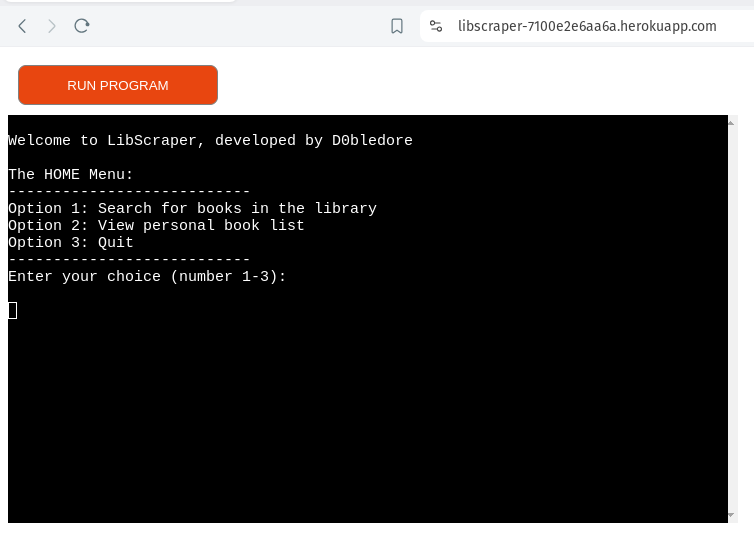 libscraper-7100e2e6aa6a.herokuapp.com
RUN PROGRAM
Welcome to LibScraper, developed by D0bledore
The HOME Menu:
---------------------------
Option 1: Search for books in the library
Option 2: View personal book list
Option 3: Quit
---------------------------
Enter your choice (number 1-3):